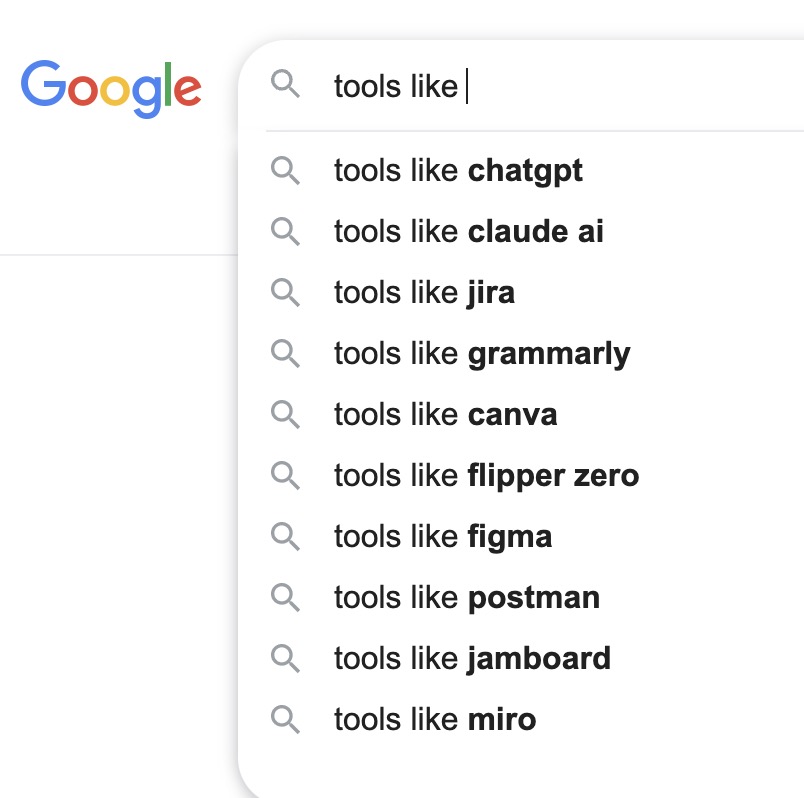 Google
tools like
tools like chatgpt
tools like claude ai
tools like jira
tools like grammarly
tools like canva
tools like flipper zero
tools like figma
tools like postman
tools like jamboard
tools like miro